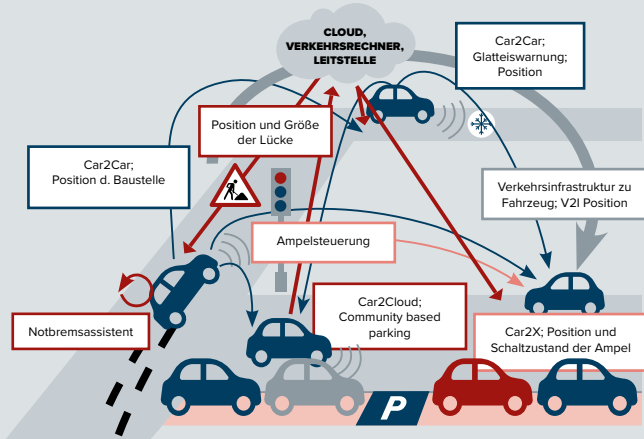 CLOUD,
VERKEHRSRECHNER,
LEITSTELLE
Car2Car;
Glatteiswarnung;
Position
Position und Größe
der Lücke
Car2Car;
Position d. Baustelle
Verkehrsinfrastruktur zu
Fahrzeug; V2I Position
Ampelsteuerung
Notbremsassistent
Car2Cloud;
Community based
parking
Car2X; Position und
Schaltzustand der Ampel
P